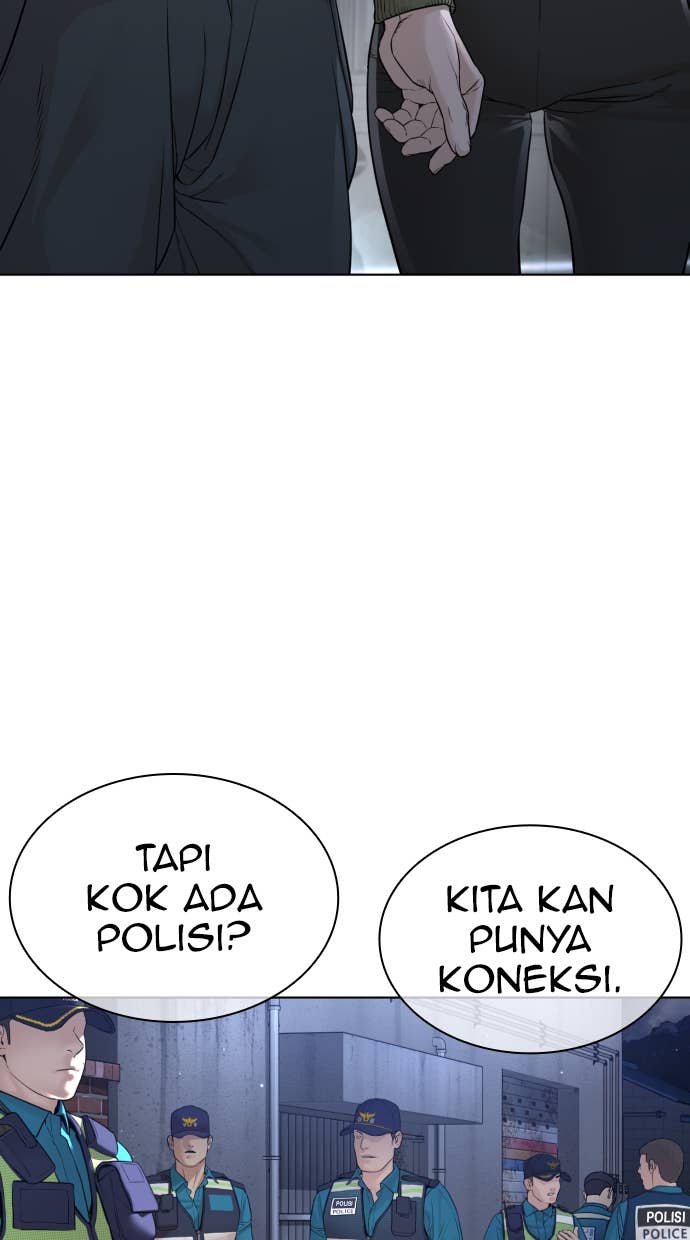 TAPI
KOK ADA
POLISI?
KITA KAN
PUNYA
KONEKSI.
POLISI
POLICE
POLISI
POLICE